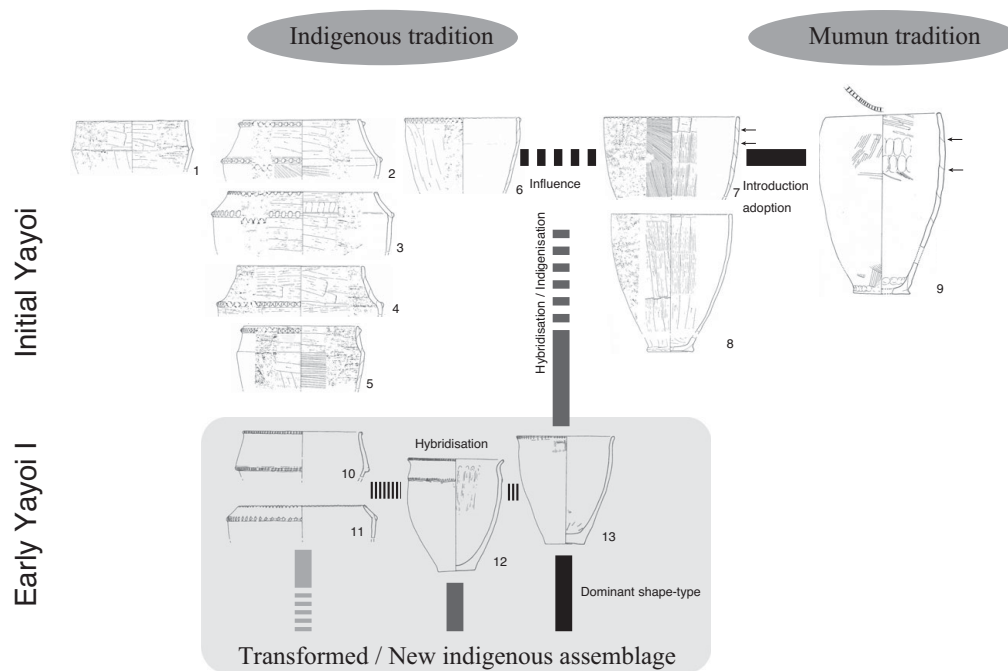 Indigenous tradition
Mumun tradition
Initial Yayoi
1
2
3
4
5
6
Influence
7
Introduction
adoption
8
9
Hybridisation / Indigenisation
Early Yayoi I
10
11
Hybridisation
12
13
Dominant shape-type
Transformed / New indigenous assemblage